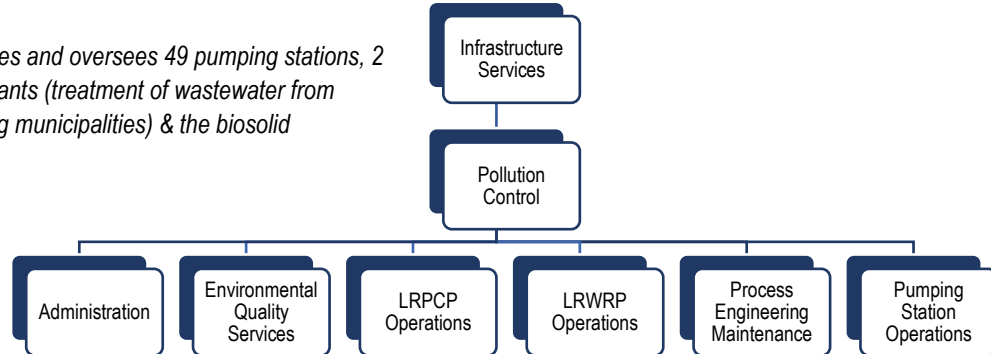 es and oversees 49 pumping stations, 2
ants (treatment of wastewater from
g municipalities) & the biosolid
Infrastructure
Services
Pollution
Control
Administration
Environmental
Quality
Services
LRPCP
Operations
LRWRP
Operations
Process
Engineering
Maintenance
Pumping
Station
Operations